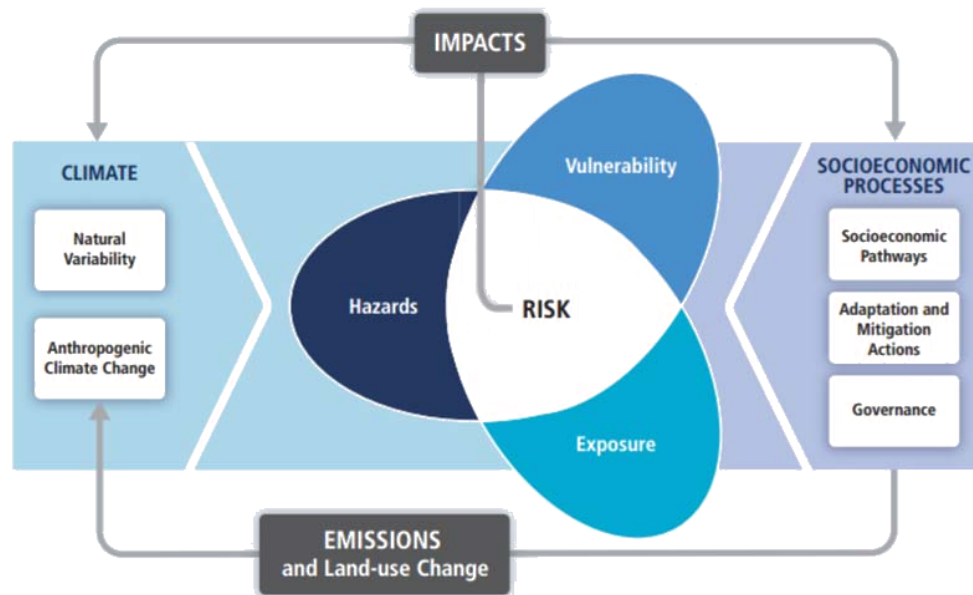 IMPACTS
CLIMATE
Natural
Variability
Anthropogenic
Climate Change
Vulnerability
Hazards
RISK
Exposure
SOCIOECONOMIC
PROCESSES
Socioeconomic
Pathways
Adaptation and
Mitigation
Actions
Governance
EMISSIONS
and Land-use Change